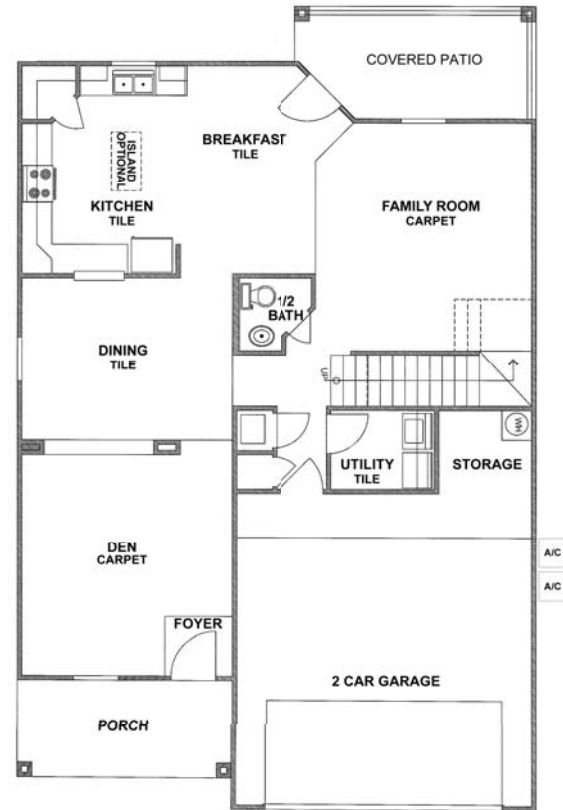 COVERED PATIO
BREAKFAST
TILE
ISLAND
OPTIONAL
KITCHEN
TILE
FAMILY ROOM
CARPET
1/2
BATH
DINING
TILE
UP
UTILITY
TILE
STORAGE
WH
DEN
CARPET
A/C
A/C
FOYER
2 CAR GARAGE
PORCH